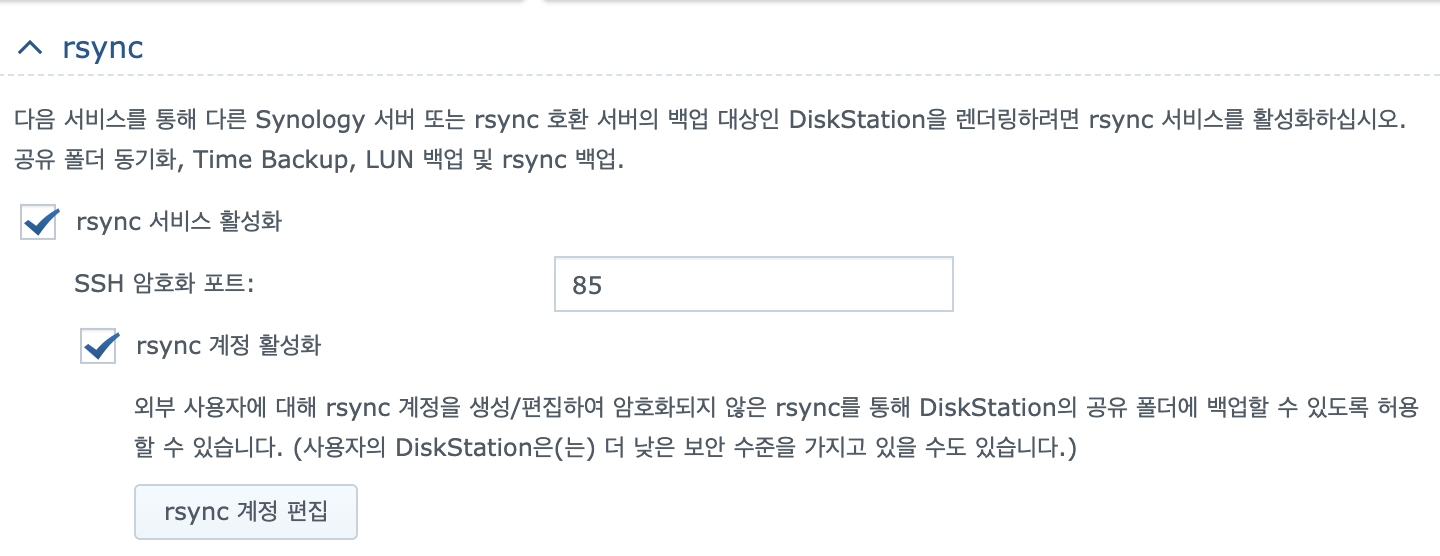 rsync
다음 서비스를 통해 다른 Synology 서버 또는 rsync 호환 서버의 백업 대상인 DiskStation을 렌더링하려면 rsync 서비스를 활성화하십시오.
공유 폴더 동기화, Time Backup, LUN 백업 및 rsync 백업.
rsync 서비스 활성화
SSH 암호화 포트: 85
rsync 계정 활성화
외부 사용자에 대해 rsync 계정을 생성/편집하여 암호화되지 않은 rsync를 통해 DiskStation의 공유 폴더에 백업할 수 있도록 허용
할 수 있습니다. (사용자의 DiskStation은(는) 더 낮은 보안 수준을 가지고 있을 수도 있습니다.)
rsync 계정 편집